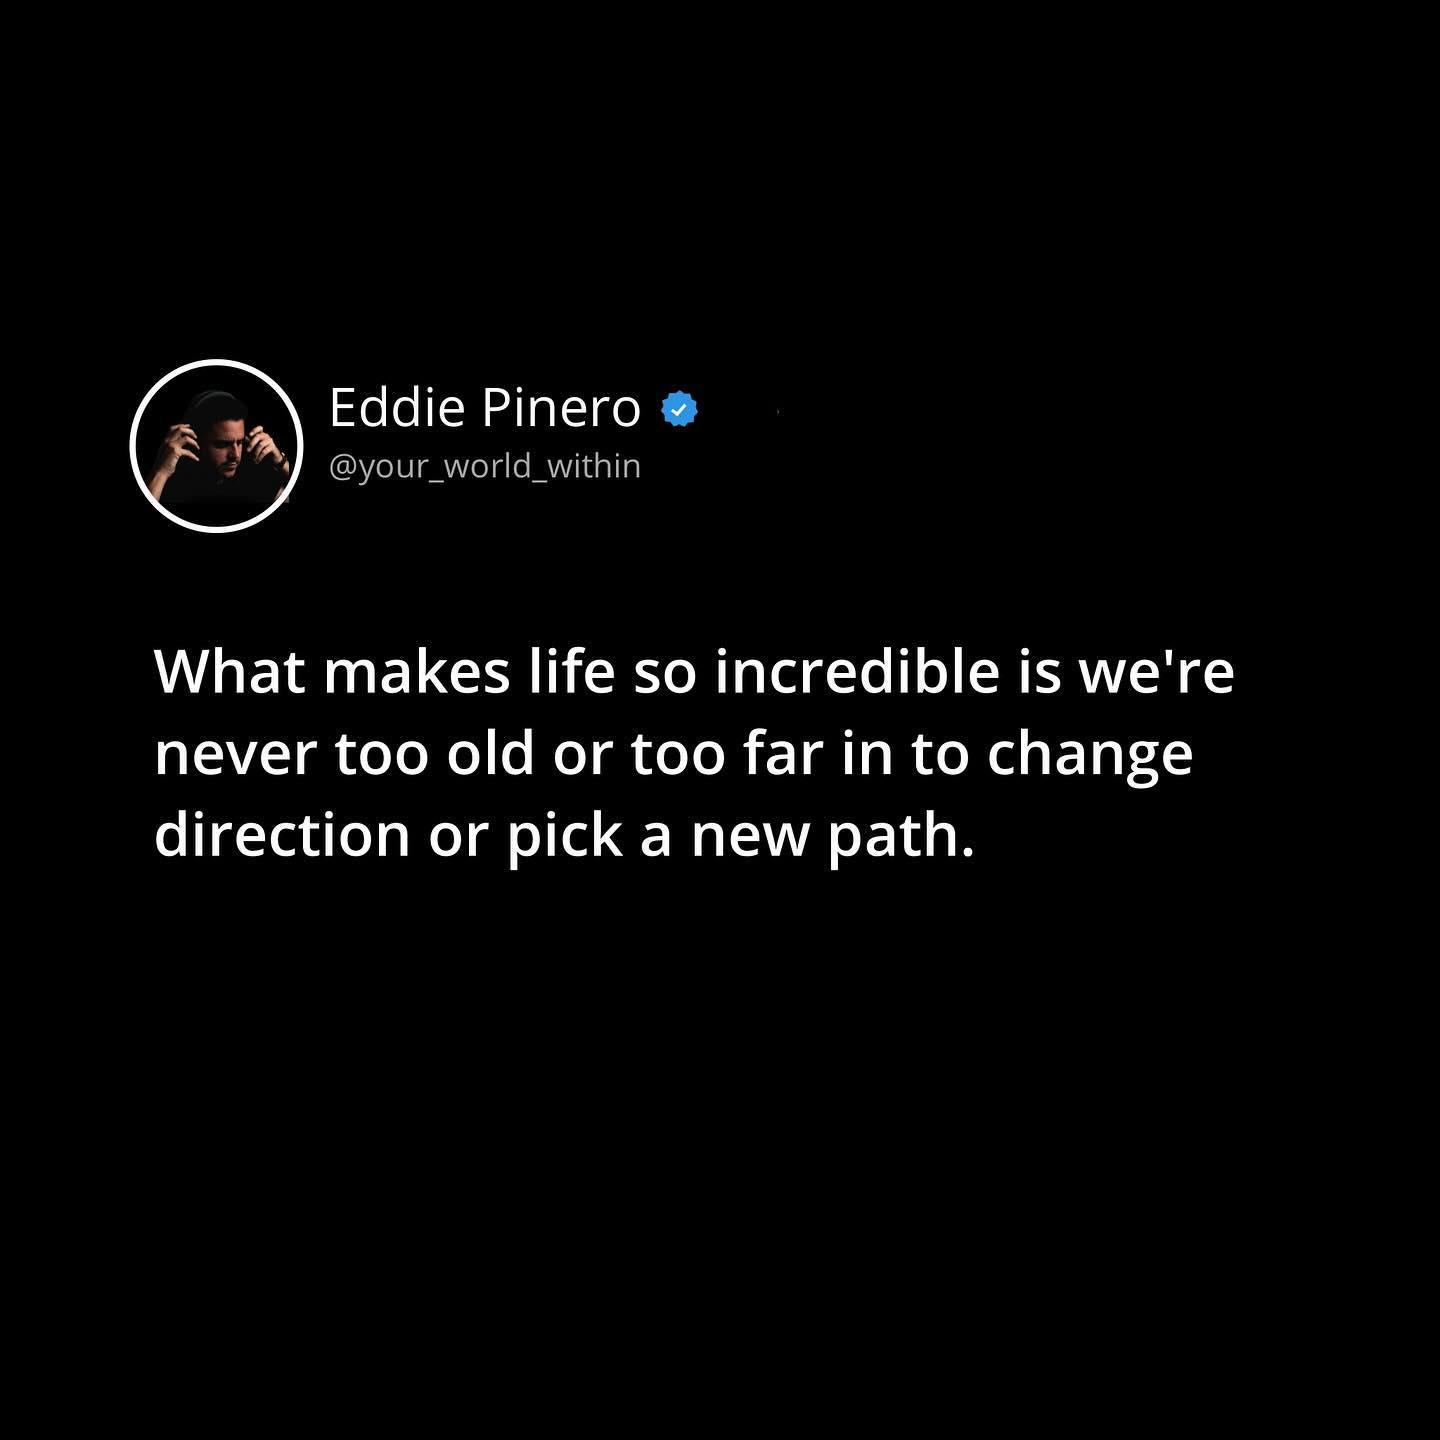 Eddie Pinero
@your_world_within
What makes life so incredible is we're
never too old or too far in to change
direction or pick a new path.